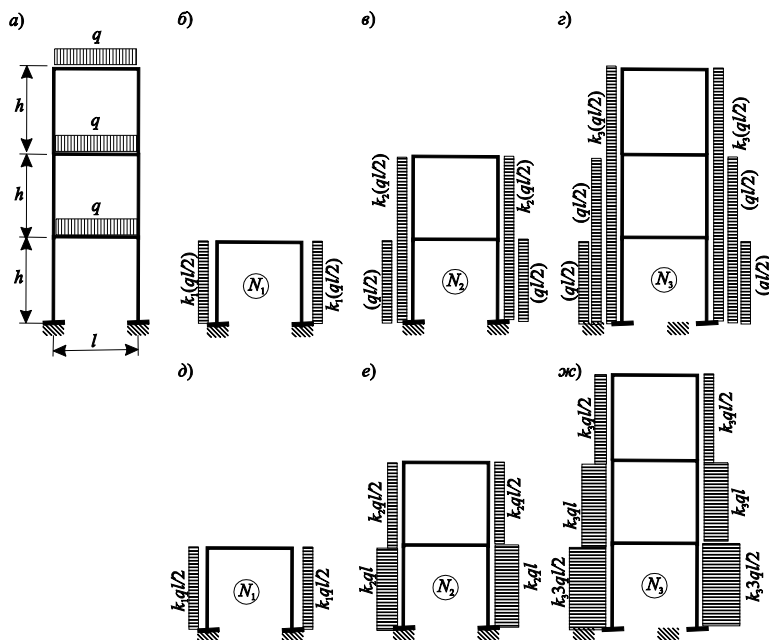 а)
б)
в)
г)
q
h
q
h
q
h
l
k₁(ql/2)
N₁
k₁(ql/2)
k₂(ql/2)
(ql/2)
N₂
k₂(ql/2)
(ql/2)
k₃(ql/2)
(ql/2)
(ql/2)
N₃
k₃(ql/2)
(ql/2)
(ql/2)
д)
е)
ж)
k₁ql/2
N₁
k₁ql/2
k₂ql/2
k₂ql
N₂
k₂ql/2
k₂ql
k₃ql/2
k₃ql
k₃3ql/2
N₃
k₃ql/2
k₃ql
k₃3ql/2